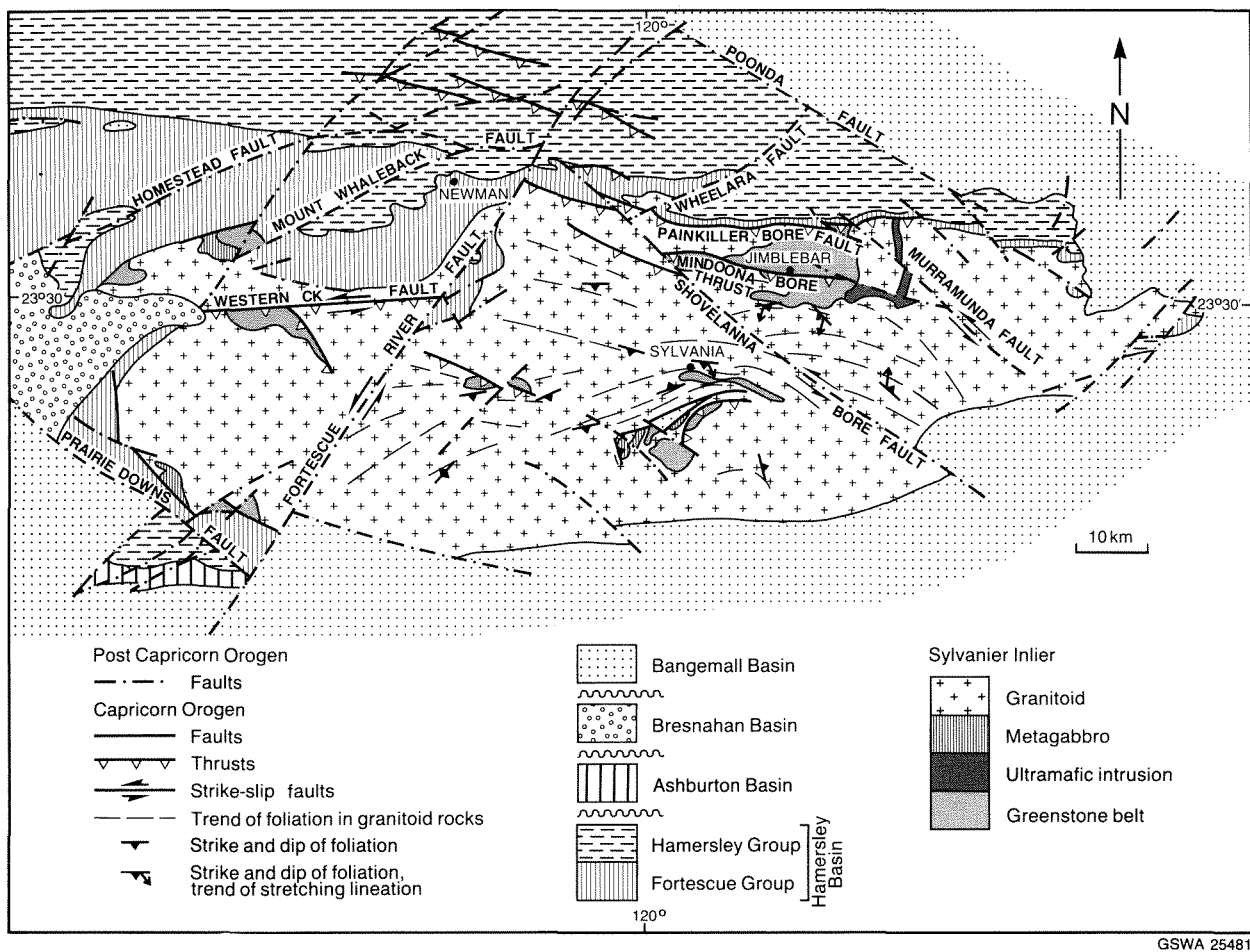 120°
POONDA
FAULT
N
HOMESTEAD FAULT
MOUNT WHALEBACK
FAULT
NEWMAN
WHEELARA FAULT
PAINKILLER BORE FAULT
JIMBLEBAR
MINDOONA BORE
THRUST
MURRAMUNDA FAULT
23°30'
WESTERN CK FAULT
23°30'
SHOVELANNA
BORE FAULT
SYLVANIA
FORTESCUE
RIVER
FAULT
PRAIRIE DOWNS
FAULT
10 km
Post Capricorn Orogen
Faults
Capricorn Orogen
Faults
Thrusts
Strike-slip faults
Trend of foliation in granitoid rocks
Strike and dip of foliation
Strike and dip of foliation,
trend of stretching lineation
Bangemall Basin
Bresnahan Basin
Ashburton Basin
Hamersley Group
Fortescue Group
Hamersley
Basin
Sylvanier Inlier
Granitoid
Metagabbro
Ultramafic intrusion
Greenstone belt
120°
GSWA 25481